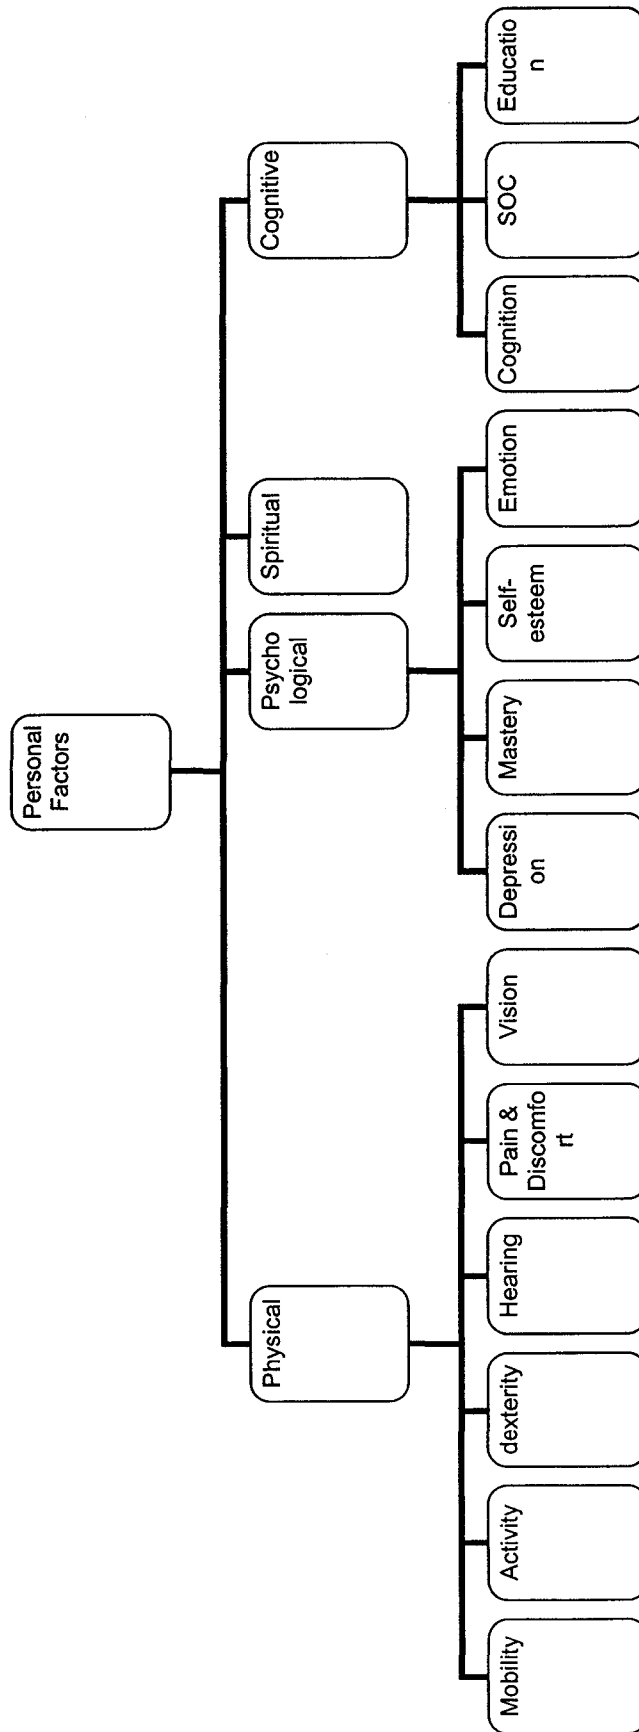 Personal
Factors
Physical
Psycho
logical
Spiritual
Cognitive
Mobility
Activity
dexterity
Hearing
Pain &
Discomfo
rt
Vision
Depressi
on
Mastery
Self-
esteem
Emotion
Cognition
SOC
Educatio
n